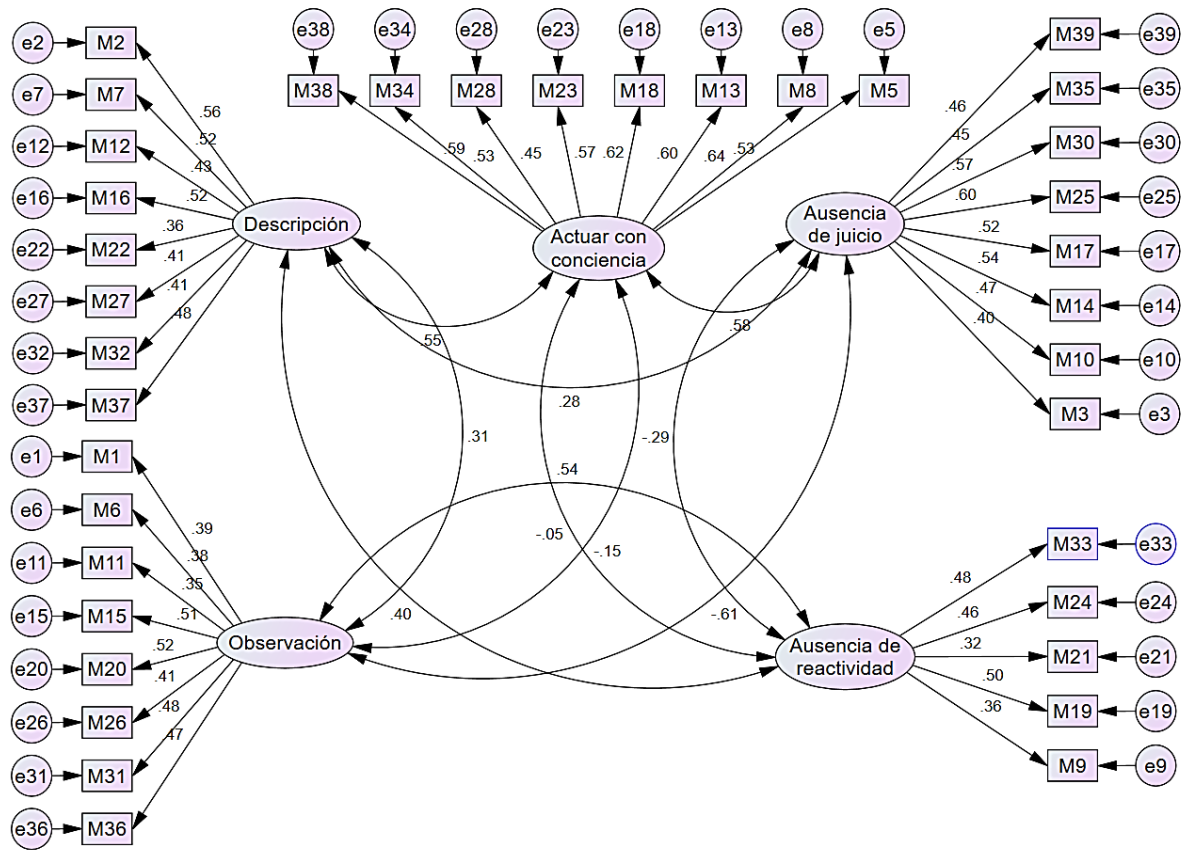 e38 e34 e28 e23 e18 e13 e8 e5
M38 M34 M28 M23 M18 M13 M8 M5
.59 .53 .45 .57 .62 .60 .64 .53
e2 M2
e7 M7
e12 M12
e16 M16
e22 M22
e27 M27
e32 M32
e37 M37
.56
.52
.43
.52
.36
.41
.41
.48
Descripción
Actuar con
conciencia
Ausencia
de juicio
M39 e39
M35 e35
M30 e30
M25 e25
M17 e17
M14 e14
M10 e10
M3 e3
.46
.45
.57
.60
.52
.54
.47
.40
.55
.58
.28
.31
-.29
.54
-.05
-.15
.40
-.61
e1 M1
e6 M6
e11 M11
e15 M15
e20 M20
e26 M26
e31 M31
e36 M36
.39
.38
.35
.51
.52
.41
.48
.47
Observación
Ausencia de
reactividad
M33 e33
M24 e24
M21 e21
M19 e19
M9 e9
.48
.46
.32
.50
.36